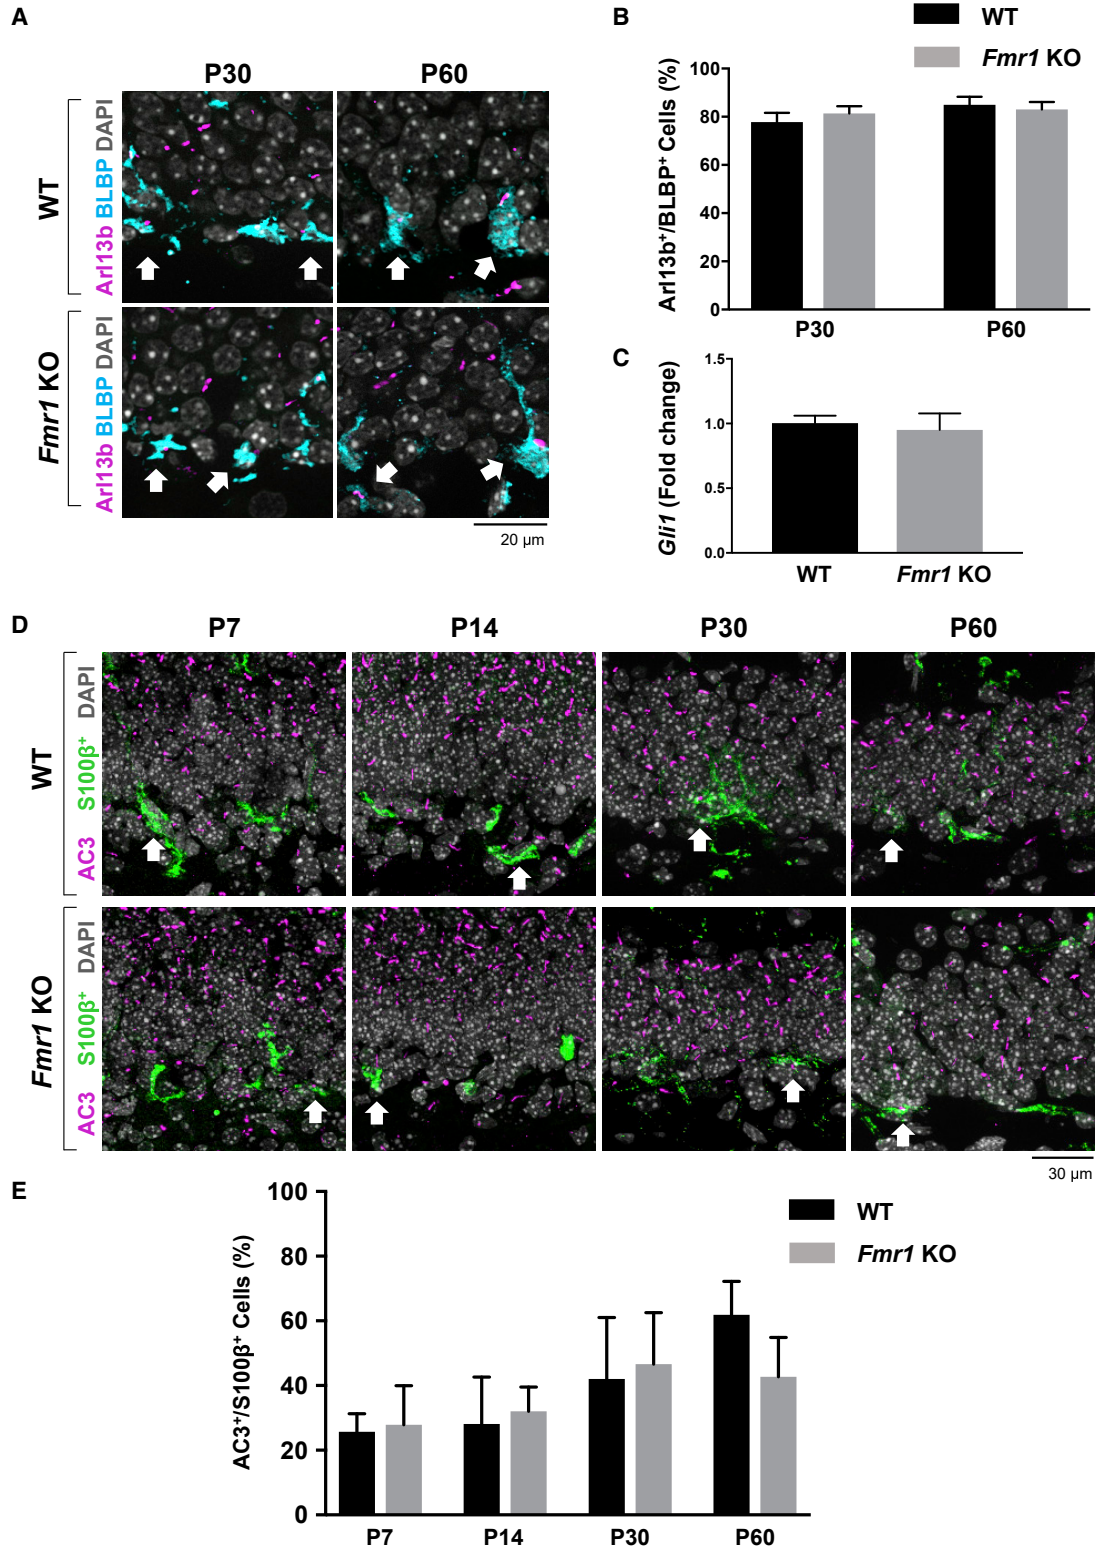 A
P30
P60
WT
Arl13b BLBP DAPI
Fmr1 KO
Arl13b BLBP DAPI
20 µm
B
WT
Fmr1 KO
Arl13b⁺/BLBP⁺ Cells (%)
100
80
60
40
20
0
P30
P60
C
Gli1 (Fold change)
1.5
1.0
0.5
0.0
WT
Fmr1 KO
D
P7
P14
P30
P60
WT
AC3 S100β⁺ DAPI
Fmr1 KO
AC3 S100β⁺ DAPI
30 µm
E
AC3⁺/S100β⁺ Cells (%)
100
80
60
40
20
0
P7
P14
P30
P60
WT
Fmr1 KO